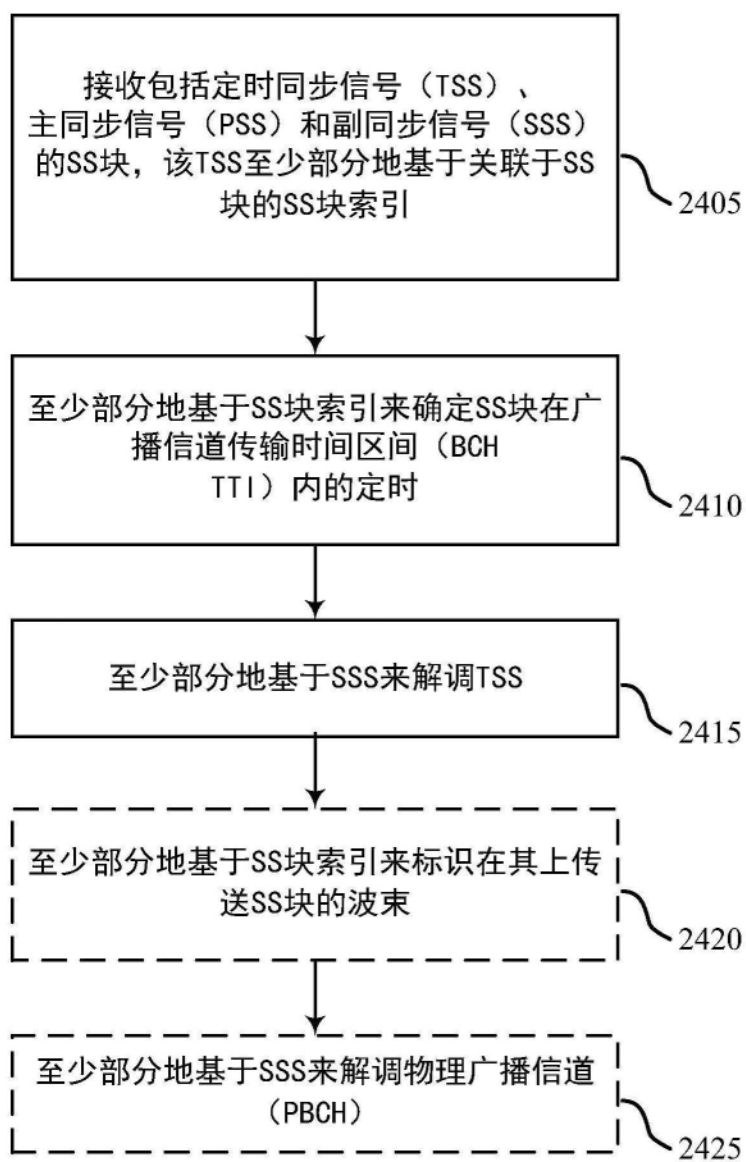 接收包括定时同步信号（TSS）、
主同步信号（PSS）和副同步信号（SSS）
的SS块，该TSS至少部分地基于关联于SS
块的SS块索引
2405
至少部分地基于SS块索引来确定SS块在广
播信道传输时间区间（BCH
TTI）内的定时
2410
至少部分地基于SSS来解调TSS
2415
至少部分地基于SS块索引来标识在其上传
送SS块的波束
2420
至少部分地基于SSS来解调物理广播信道
（PBCH）
2425